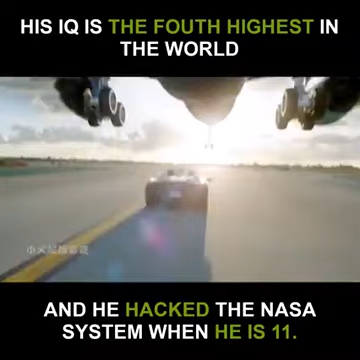 HIS IQ IS THE FOUTH HIGHEST IN
THE WORLD
AND HE HACKED THE NASA
SYSTEM WHEN HE IS 11.